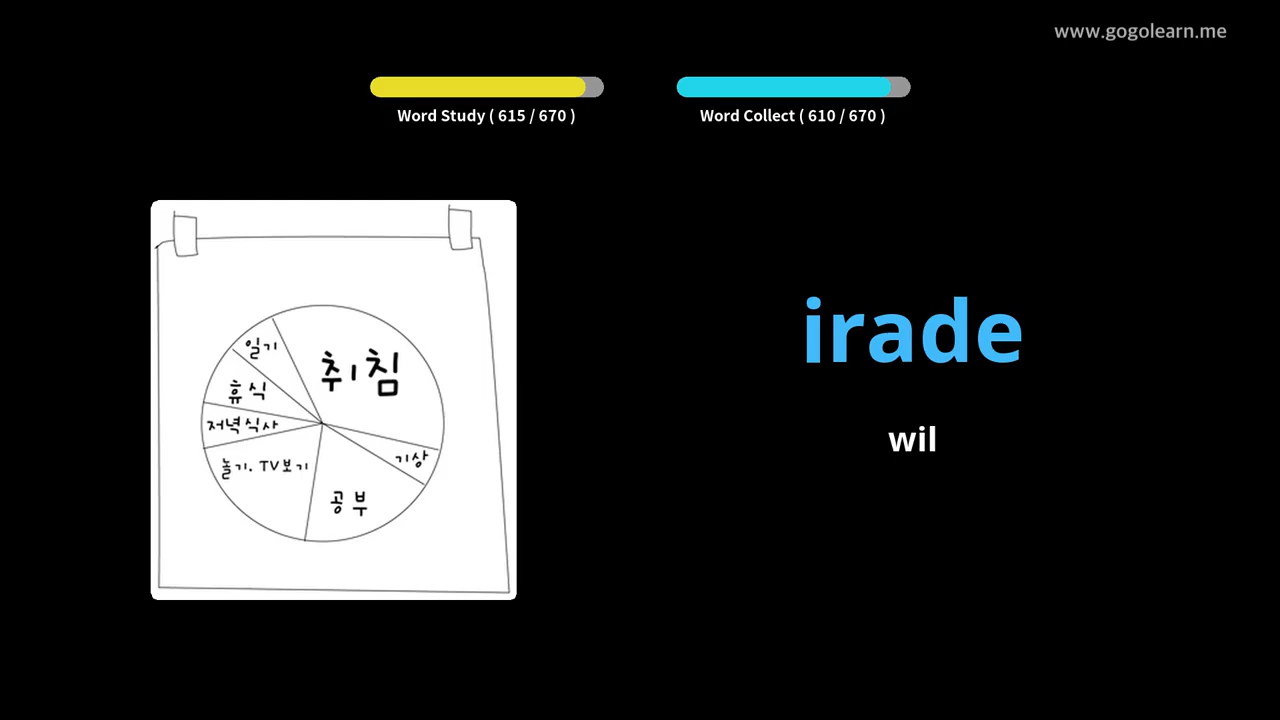 www.gogolearn.me
Word Study ( 615 / 670 )
Word Collect ( 610 / 670 )
일기
취침
휴식
저녁식사
놀기. TV보기
기상
공부
irade
wil